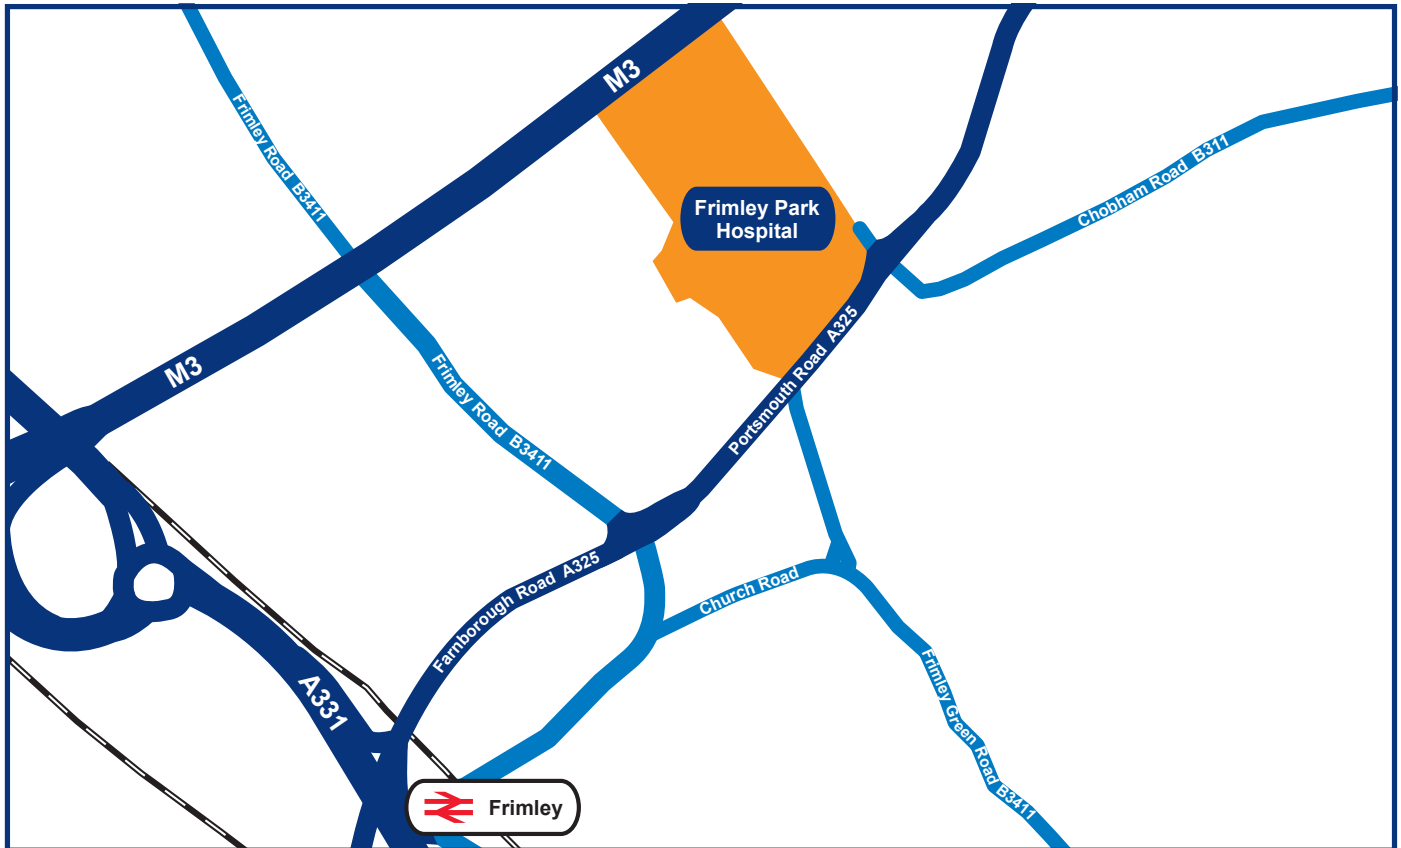 M3
Frimley Road B3411
Chobham Road B311
Frimley Park
Hospital
M3
Portsmouth Road A325
Frimley Road B3411
Farnborough Road A325
Church Road
A331
Frimley Green Road B3411
Frimley